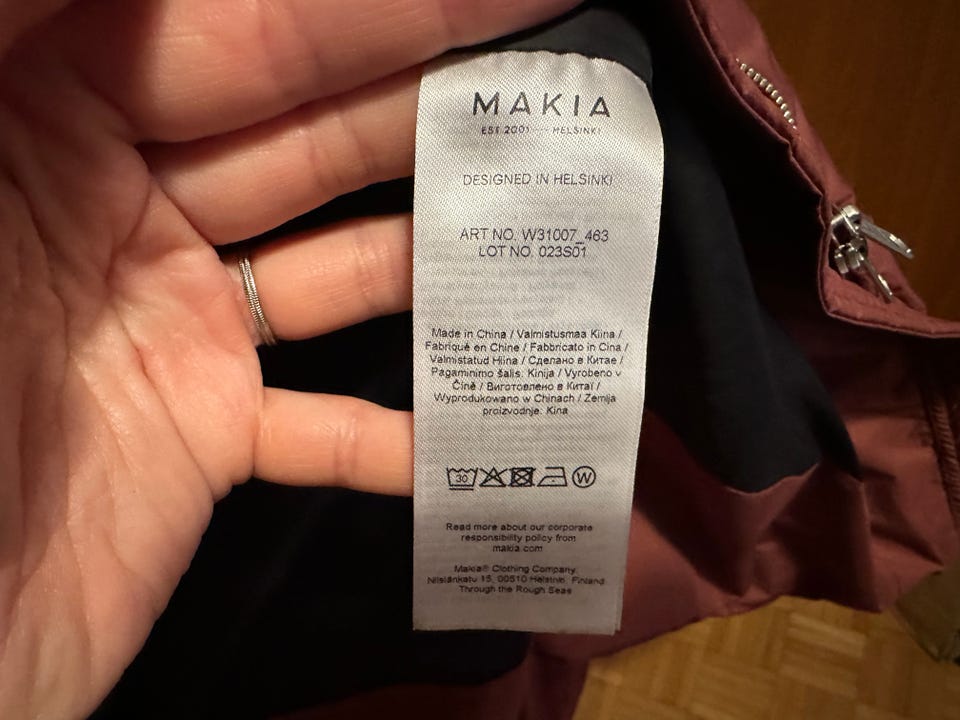 MAKIA
EST.2001 HELSINKI
DESIGNED IN HELSINKI
ART NO. W31007_463
LOT NO. 023S01
Made in China / Valmistusmaa Kiina /
Fabriqué en Chine / Fabbricato in Cina /
Valmistatud Hiina / Сделано в Китае /
Pagaminimo šalis. Kinija / Vyrobeno v
Číně / Виготовлено в Китаї /
Wyprodukowano w Chinach / Zemlja
proizvodnje. Kina
30
W
Read more about our corporate
responsibility policy from
makia.com
Makia® Clothing Company.
Nilsiänkatu 15, 00510 Helsinki, Finland
Through the Rough Seas